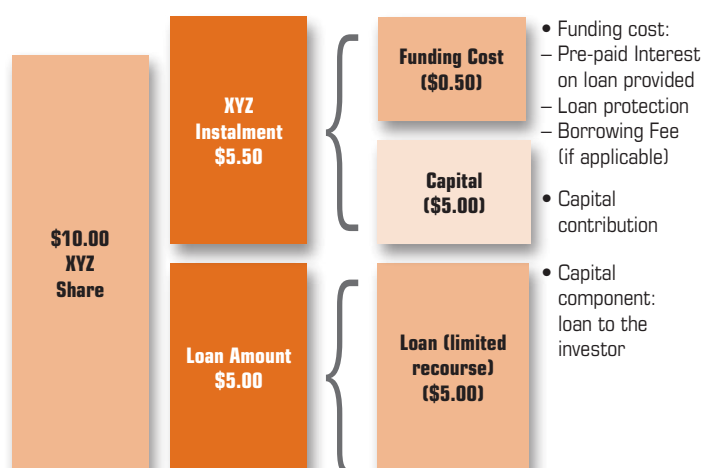 $10.00
XYZ
Share
XYZ
Instalment
$5.50
Funding Cost
($0.50)
• Funding cost:
– Pre-paid Interest
on loan provided
– Loan protection
– Borrowing Fee
(if applicable)
Capital
($5.00)
• Capital
contribution
Loan Amount
$5.00
Loan (limited
recourse)
($5.00)
• Capital
component:
loan to the
investor